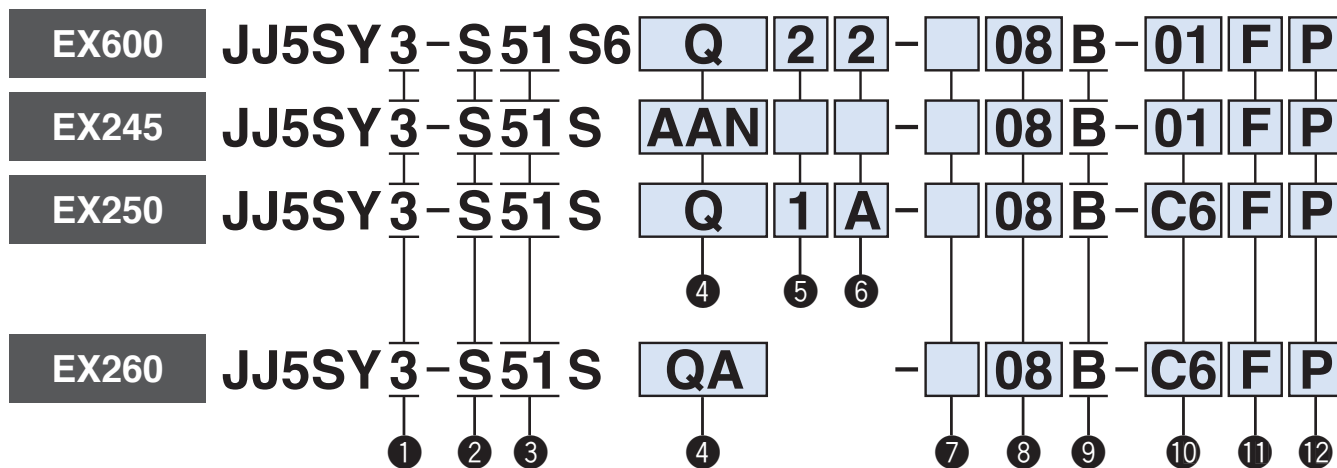 EX600 JJ5SY 3 - S 51 S6 Q 2 2 - 08 B - 01 F P
EX245 JJ5SY 3 - S 51 S AAN - 08 B - 01 F P
EX250 JJ5SY 3 - S 51 S Q 1 A - 08 B - C6 F P
④ ⑤ ⑥
EX260 JJ5SY 3 - S 51 S QA - 08 B - C6 F P
① ② ③ ④ ⑦ ⑧ ⑨ ⑩ ⑪ ⑫